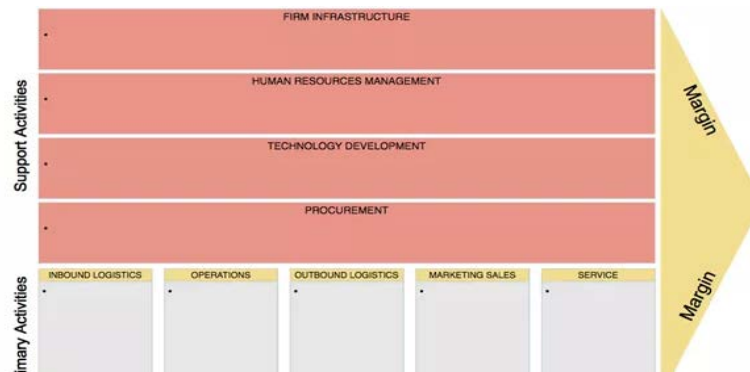 FIRM INFRASTRUCTURE
HUMAN RESOURCES MANAGEMENT
TECHNOLOGY DEVELOPMENT
PROCUREMENT
Support Activities
Margin
INBOUND LOGISTICS
OPERATIONS
OUTBOUND LOGISTICS
MARKETING SALES
SERVICE
imary Activities
Margin